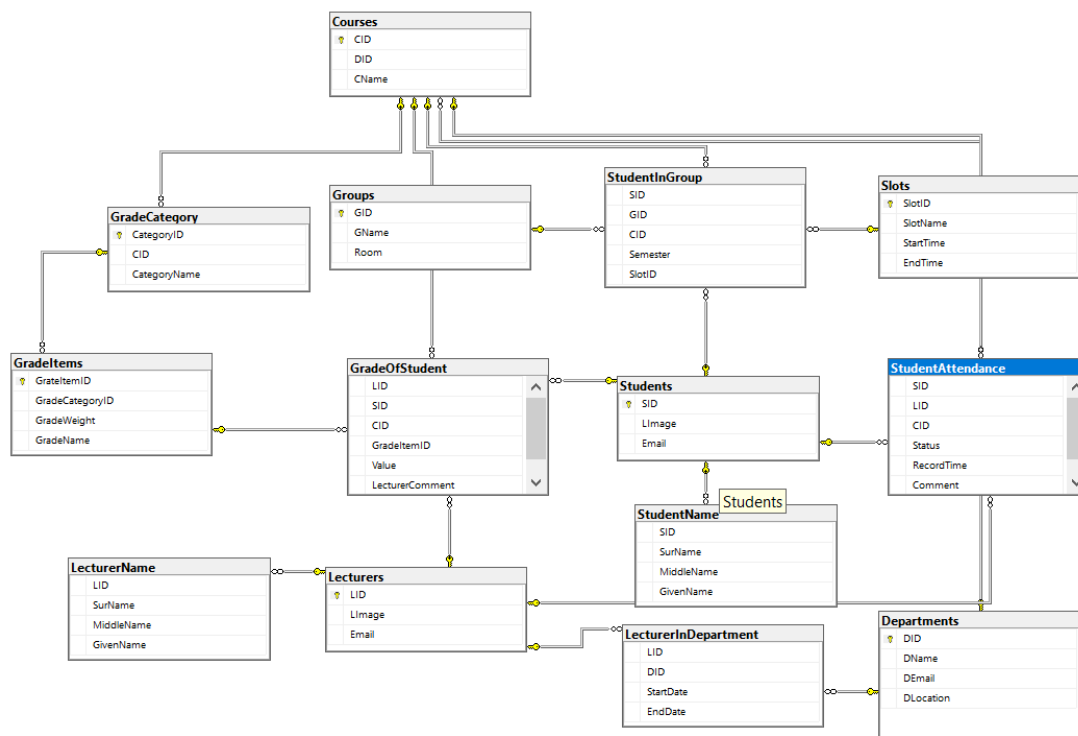 Courses
CID
DID
CName
GradeCategory
CategoryID
CID
CategoryName
Groups
GID
GName
Room
StudentInGroup
SID
GID
CID
Semester
SlotID
Slots
SlotID
SlotName
StartTime
EndTime
GradeItems
GrateItemID
GradeCategoryID
GradeWeight
GradeName
GradeOfStudent
LID
SID
CID
GradeItemID
Value
LecturerComment
Students
SID
LImage
Email
StudentAttendance
SID
LID
CID
Status
RecordTime
Comment
Students
StudentName
SID
SurName
MiddleName
GivenName
LecturerName
LID
SurName
MiddleName
GivenName
Lecturers
LID
LImage
Email
LecturerInDepartment
LID
DID
StartDate
EndDate
Departments
DID
DName
DEmail
DLocation